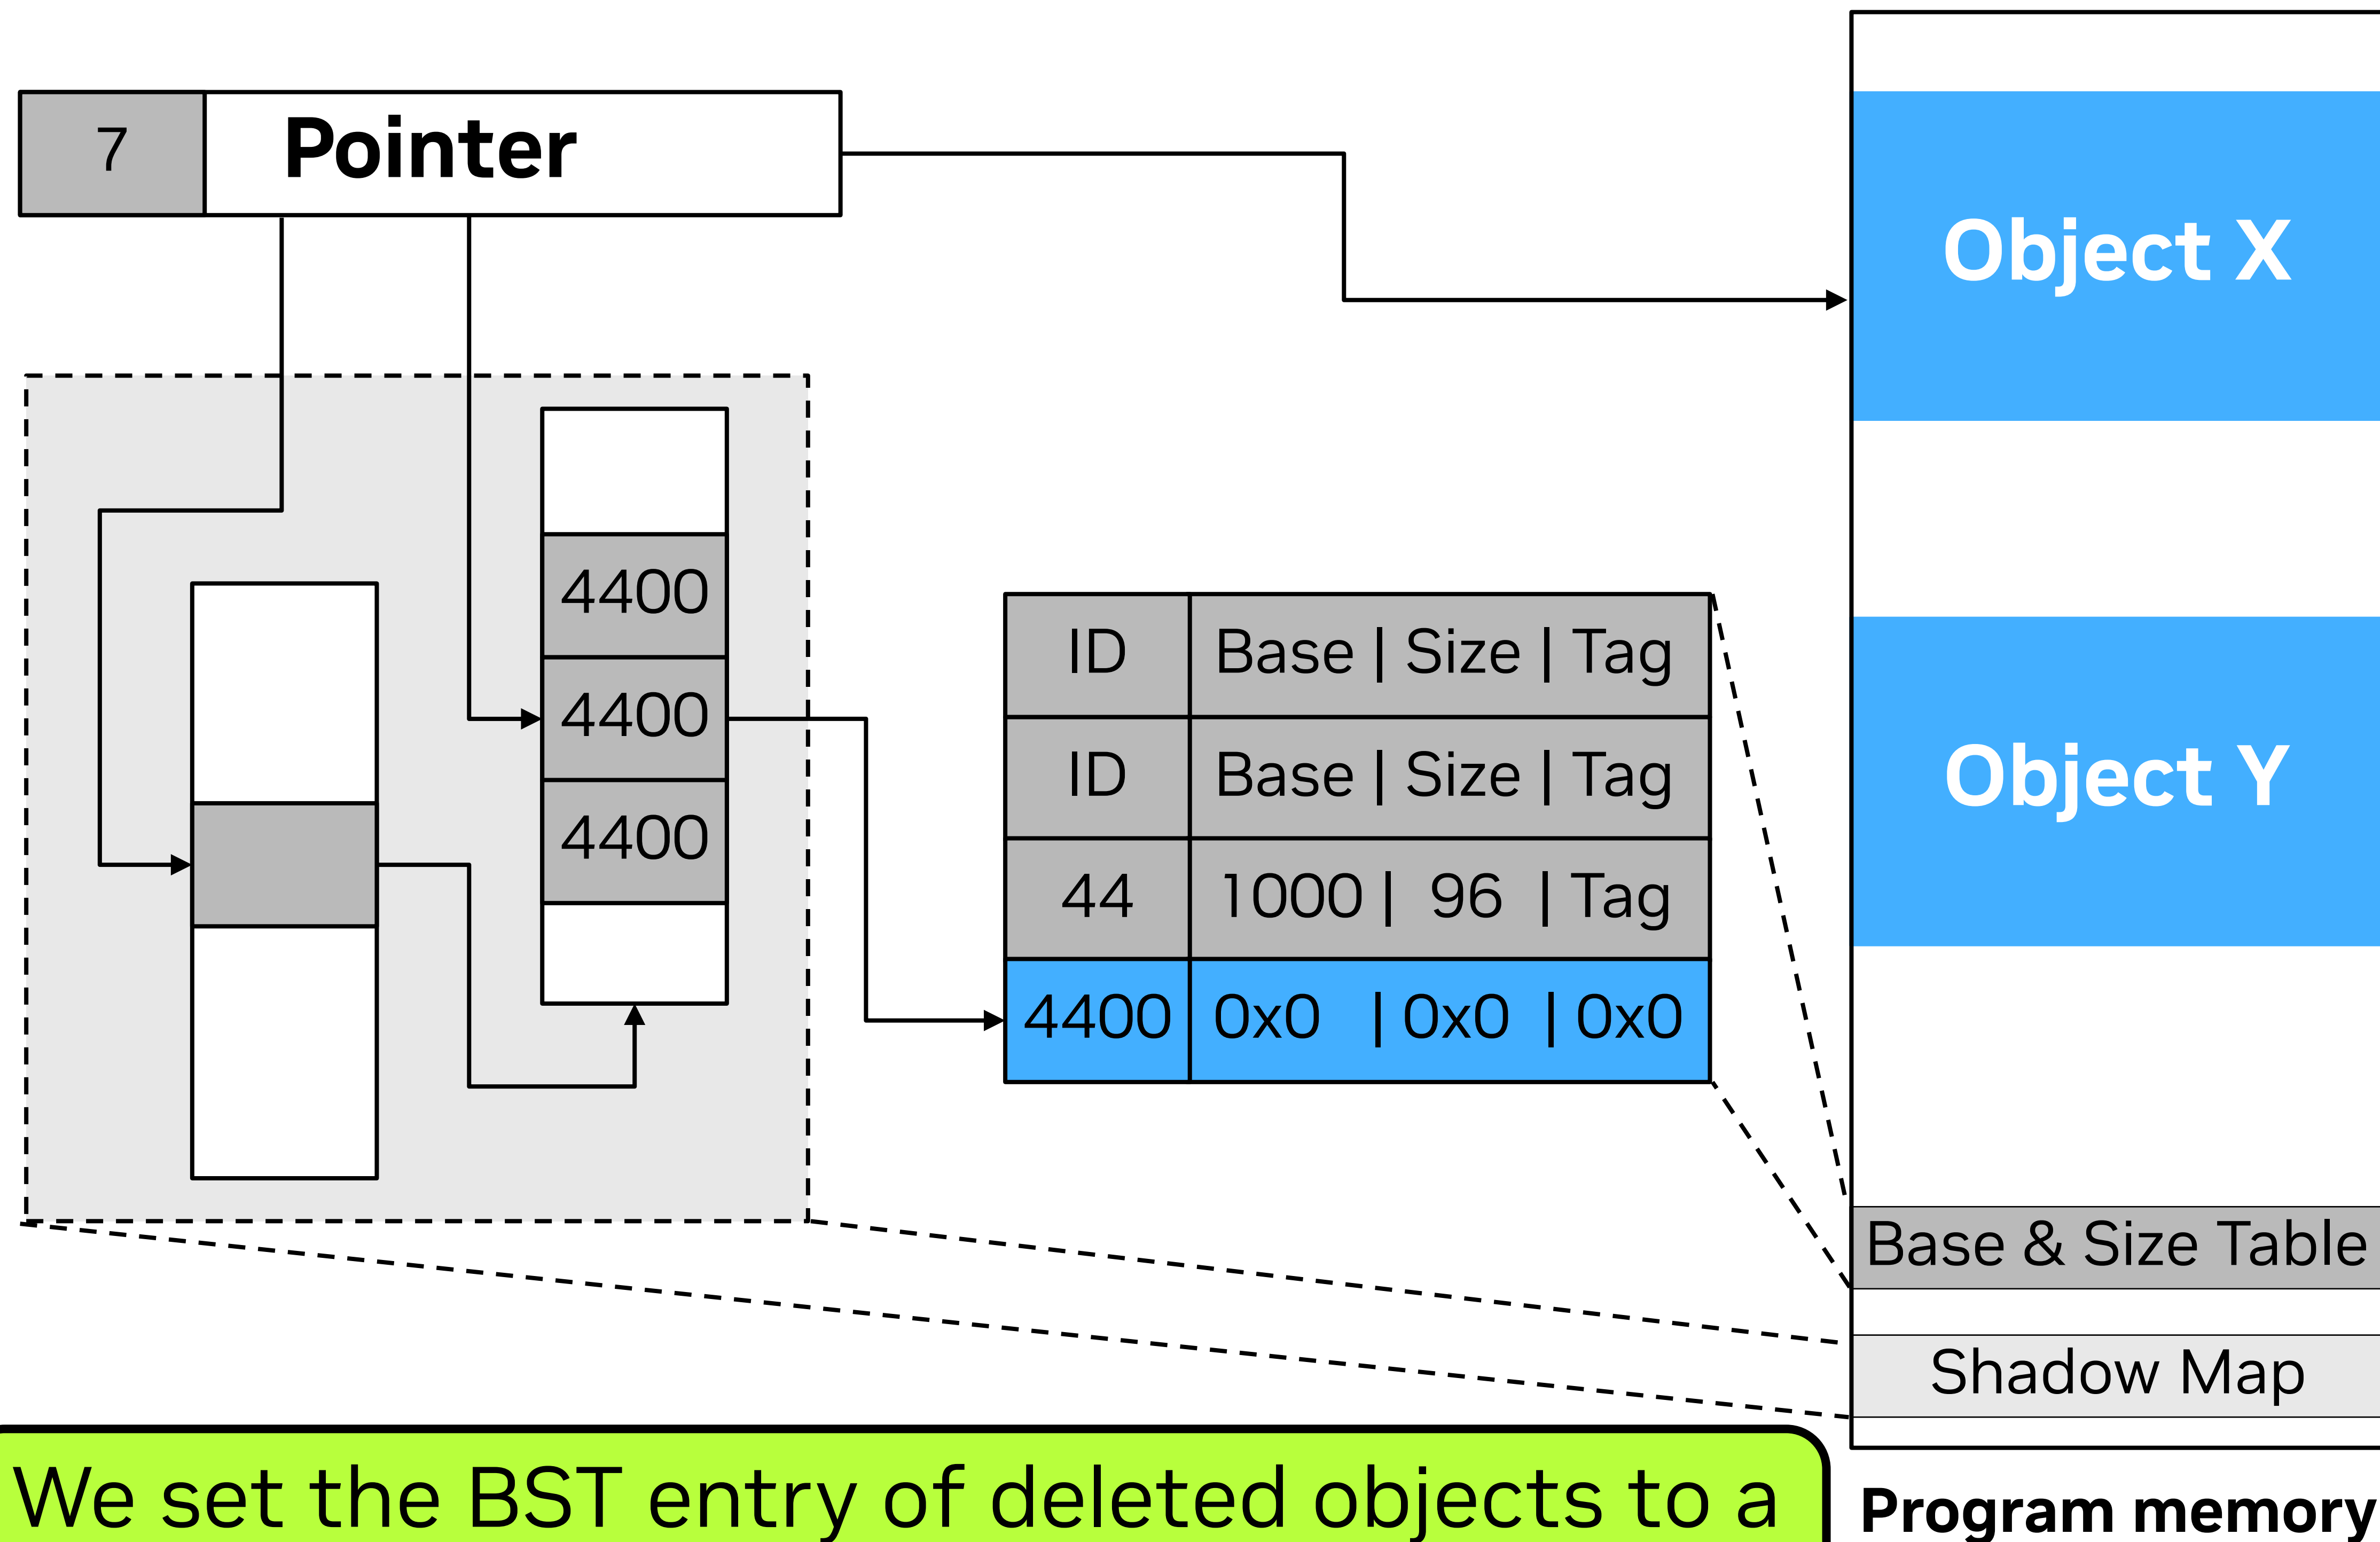 7 Pointer
Object X
4400
4400
4400
ID Base | Size | Tag
ID Base | Size | Tag
44 1000 | 96 | Tag
4400 0x0 | 0x0 | 0x0
Object Y
Base & Size Table
Shadow Map
We set the BST entry of deleted objects to a
Program memory